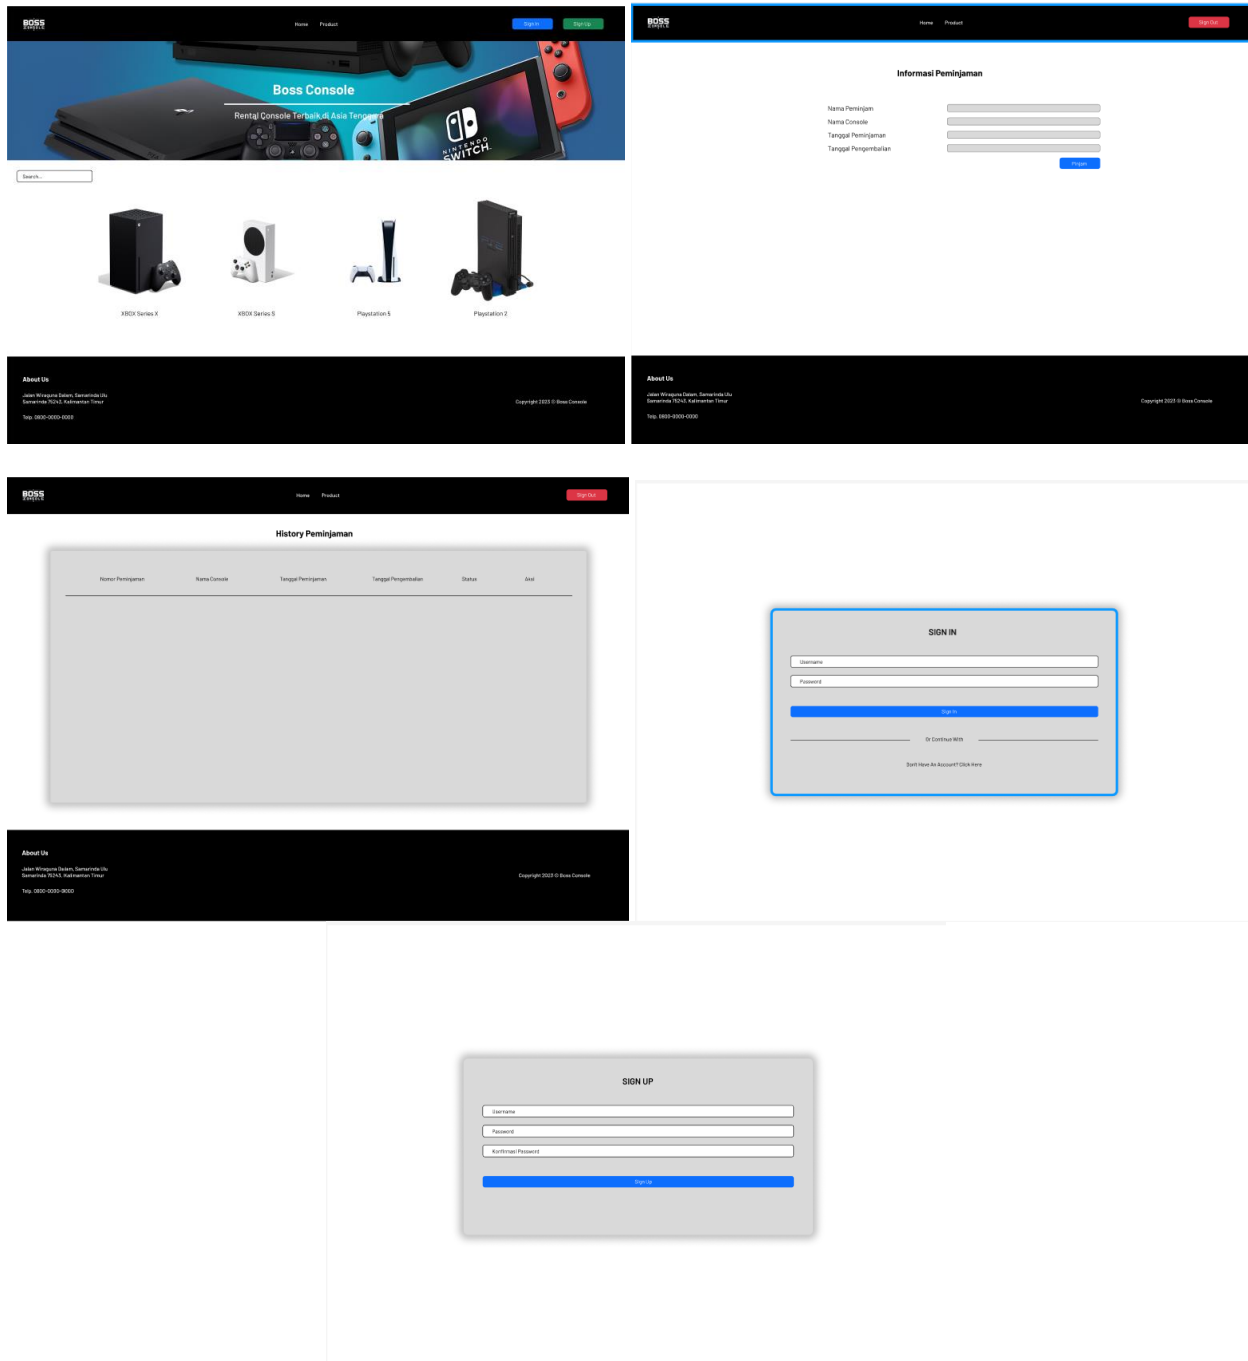 BOSS
CONSOLE
Home Product
Sign In Sign Up
Boss Console
Rental Console Terbaik di Asia Tenggara
NINTENDO
SWITCH
Search...
XBOX Series X
XBOX Series S
Playstation 5
Playstation 2
About Us
Jalan Wiraguna Dalam, Samarinda Ulu
Samarinda 75243, Kalimantan Timur
Telp. 0800-0000-0000
Copyright 2023 © Boss Console
BOSS
CONSOLE
Home Product
Sign Out
Informasi Peminjaman
Nama Peminjam
Nama Console
Tanggal Peminjaman
Tanggal Pengembalian
Pinjam
About Us
Jalan Wiraguna Dalam, Samarinda Ulu
Samarinda 75243, Kalimantan Timur
Telp. 0800-0000-0000
Copyright 2023 © Boss Console
BOSS
CONSOLE
Home Product
Sign Out
History Peminjaman
Nomor Peminjaman Nama Console Tanggal Peminjaman Tanggal Pengembalian Status Aksi
About Us
Jalan Wiraguna Dalam, Samarinda Ulu
Samarinda 75243, Kalimantan Timur
Telp. 0800-0000-0000
Copyright 2023 © Boss Console
SIGN IN
Username
Password
Sign In
Or Continue With
Don't Have An Account? Click Here
SIGN UP
Username
Password
Konfirmasi Password
Sign Up